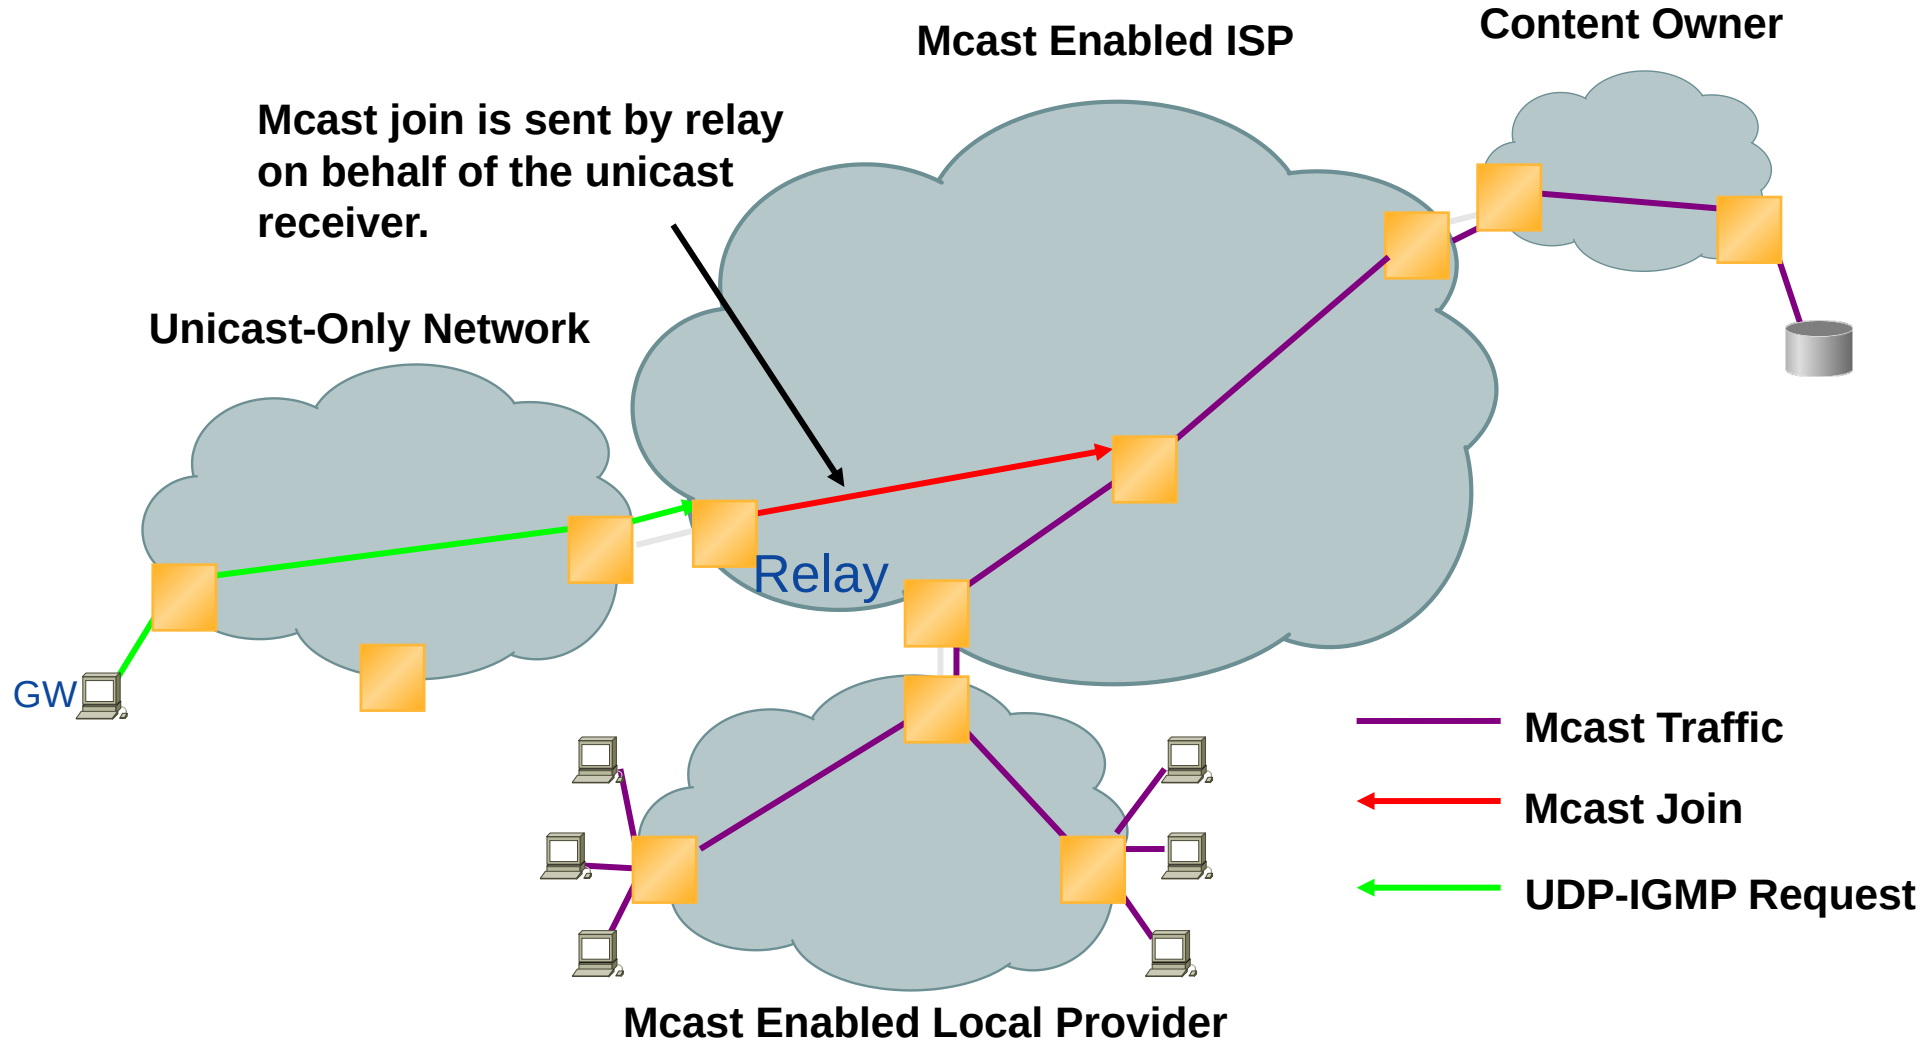 Content Owner
Mcast Enabled ISP
Mcast join is sent by relay
on behalf of the unicast
receiver.
Unicast-Only Network
Relay
GW
Mcast Traffic
Mcast Join
UDP-IGMP Request
Mcast Enabled Local Provider